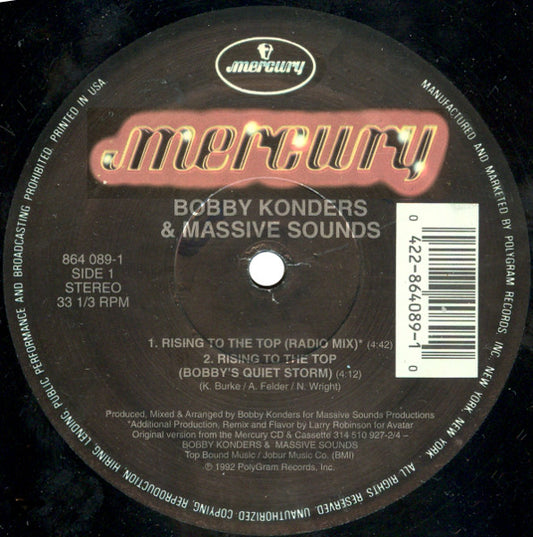 mercury
mercury
BOBBY KONDERS
& MASSIVE SOUNDS
864 089-1
SIDE 1
STEREO
33 1/3 RPM
0 422-864089-1 0
1. RISING TO THE TOP (RADIO MIX)* (4:42)
2. RISING TO THE TOP
(BOBBY'S QUIET STORM) (4:12)
(K. Burke / A. Felder / N. Wright)
Produced, Mixed & Arranged by Bobby Konders for Massive Sounds Productions
*Additional Production, Remix and Flavor by Larry Robinson for Avatar
Original version from the Mercury CD & Cassette 314 510 927-2/4 –
BOBBY KONDERS & MASSIVE SOUNDS
Top Bound Music / Jobur Music Co. (BMI)
℗ 1992 PolyGram Records, Inc.
MANUFACTURED AND MARKETED BY POLYGRAM RECORDS INC. NEW YORK, NEW YORK. ALL RIGHTS RESERVED. UNAUTHORIZED COPYING, REPRODUCTION, HIRING, LENDING, PUBLIC PERFORMANCE AND BROADCASTING PROHIBITED. PRINTED IN USA